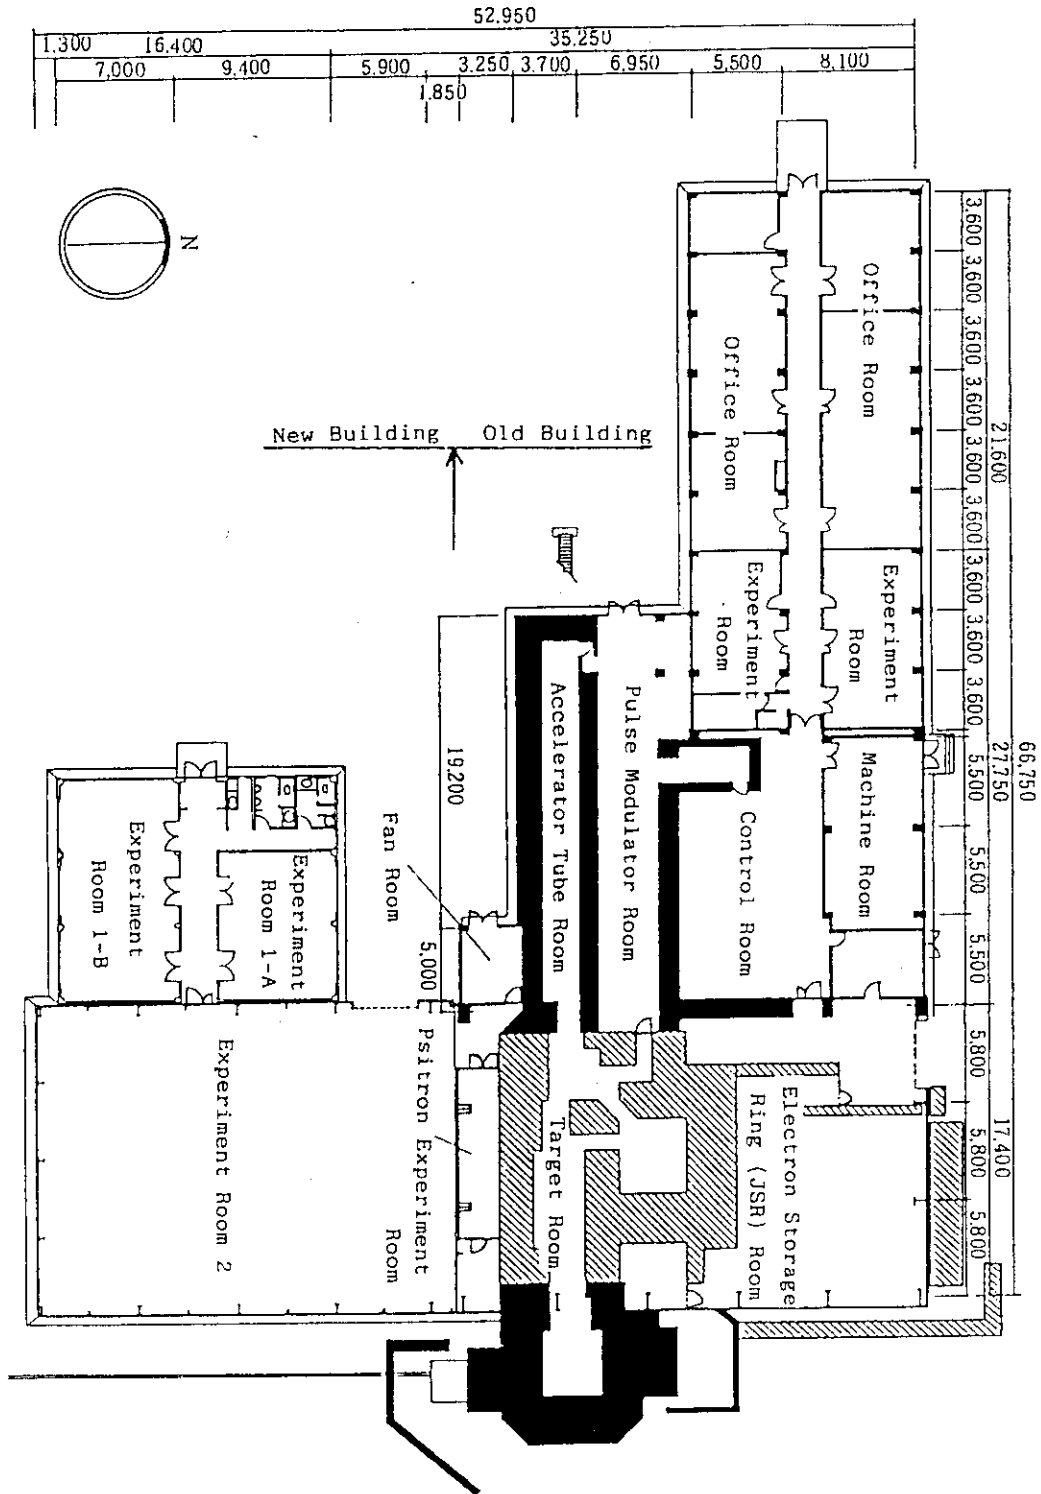 52.950
1,300
16,400
35.250
7,000
9,400
5,900
3.250
3.700
6,950
5,500
8,100
1.850
N
New Building
Old Building
Office Room
Office Room
Experiment
Room
Experiment
Room
3,600
3,600
3,600
3,600
3,600
3,600
3,600
3,600
3,600
21.600
66,750
27,750
5.500
5,500
5,500
5,800
5,800
5,800
17,400
19,200
5,000
Machine Room
Control Room
Pulse Modulator Room
Accelerator Tube Room
Fan Room
Experiment
Room 1-B
Experiment
Room 1-A
Experiment Room 2
Psitron Experiment
Room
Target Room
Electron Storage
Ring (JSR) Room